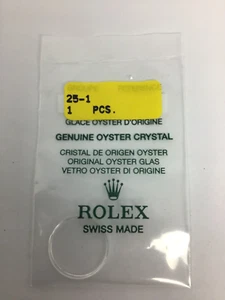 25-1
1 PCS.
GLACE OYSTER D'ORIGINE
GENUINE OYSTER CRYSTAL
CRISTAL DE ORIGEN OYSTER
ORIGINAL OYSTER GLAS
VETRO OYSTER DI ORIGINE
ROLEX
SWISS MADE